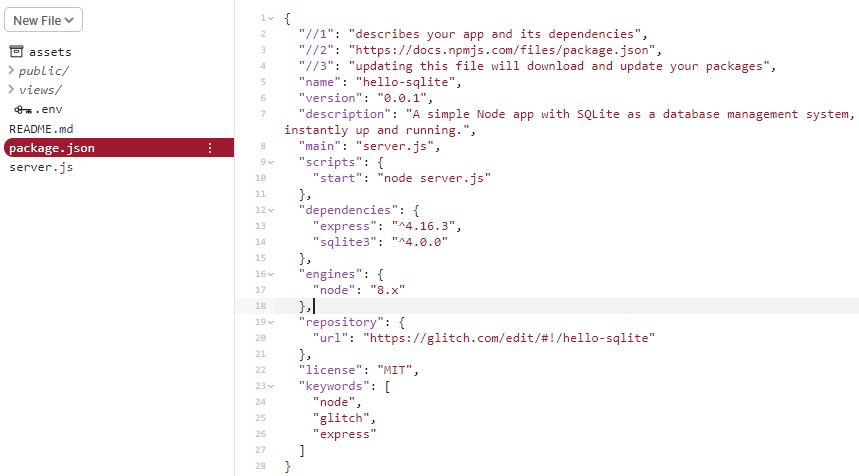 New File
assets
public/
views/
.env
README.md
package.json
server.js
1 {
2 "//1": "describes your app and its dependencies",
3 "//2": "https://docs.npmjs.com/files/package.json",
4 "//3": "updating this file will download and update your packages",
5 "name": "hello-sqlite",
6 "version": "0.0.1",
7 "description": "A simple Node app with SQLite as a database management system,
instantly up and running.",
8 "main": "server.js",
9 "scripts": {
10 "start": "node server.js"
11 },
12 "dependencies": {
13 "express": "^4.16.3",
14 "sqlite3": "^4.0.0"
15 },
16 "engines": {
17 "node": "8.x"
18 },
19 "repository": {
20 "url": "https://glitch.com/edit/#!/hello-sqlite"
21 },
22 "license": "MIT",
23 "keywords": [
24 "node",
25 "glitch",
26 "express"
27 ]
28 }